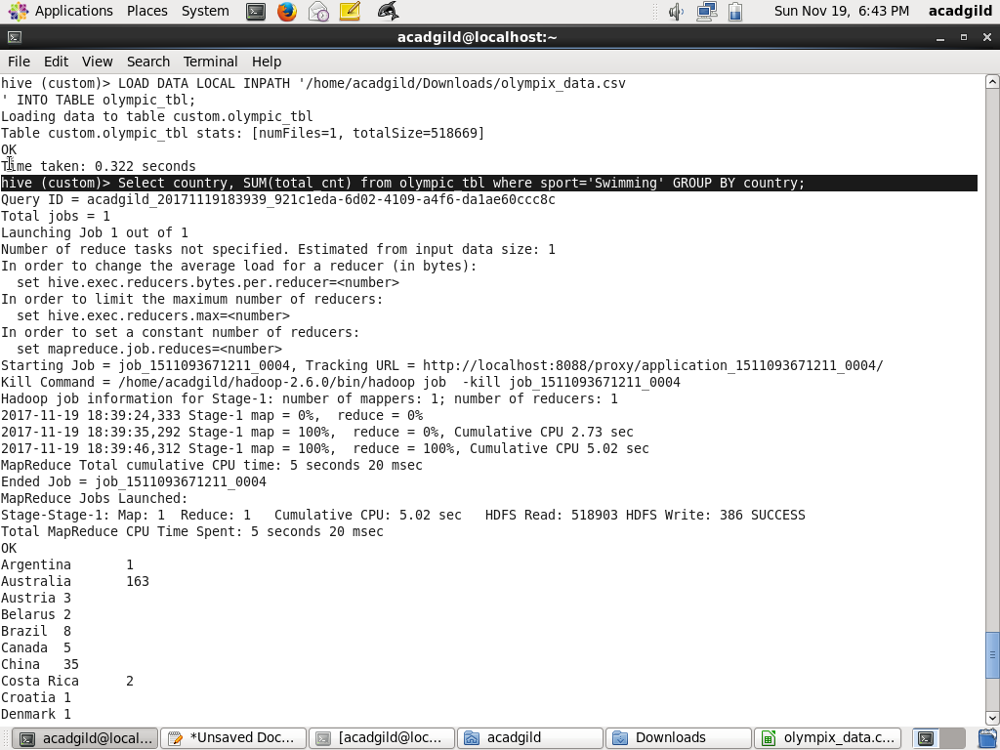 Applications Places System Sun Nov 19, 6:43 PM acadgild
acadgild@localhost:~
File Edit View Search Terminal Help
hive (custom)> LOAD DATA LOCAL INPATH '/home/acadgild/Downloads/olympix_data.csv
' INTO TABLE olympic_tbl;
Loading data to table custom.olympic_tbl
Table custom.olympic_tbl stats: [numFiles=1, totalSize=518669]
OK
Time taken: 0.322 seconds
hive (custom)> Select country, SUM(total_cnt) from olympic_tbl where sport='Swimming' GROUP BY country;
Query ID = acadgild_20171119183939_921c1eda-6d02-4109-a4f6-da1ae60ccc8c
Total jobs = 1
Launching Job 1 out of 1
Number of reduce tasks not specified. Estimated from input data size: 1
In order to change the average load for a reducer (in bytes):
  set hive.exec.reducers.bytes.per.reducer=<number>
In order to limit the maximum number of reducers:
  set hive.exec.reducers.max=<number>
In order to set a constant number of reducers:
  set mapreduce.job.reduces=<number>
Starting Job = job_1511093671211_0004, Tracking URL = http://localhost:8088/proxy/application_1511093671211_0004/
Kill Command = /home/acadgild/hadoop-2.6.0/bin/hadoop job  -kill job_1511093671211_0004
Hadoop job information for Stage-1: number of mappers: 1; number of reducers: 1
2017-11-19 18:39:24,333 Stage-1 map = 0%,  reduce = 0%
2017-11-19 18:39:35,292 Stage-1 map = 100%,  reduce = 0%, Cumulative CPU 2.73 sec
2017-11-19 18:39:46,312 Stage-1 map = 100%,  reduce = 100%, Cumulative CPU 5.02 sec
MapReduce Total cumulative CPU time: 5 seconds 20 msec
Ended Job = job_1511093671211_0004
MapReduce Jobs Launched:
Stage-Stage-1: Map: 1  Reduce: 1   Cumulative CPU: 5.02 sec   HDFS Read: 518903 HDFS Write: 386 SUCCESS
Total MapReduce CPU Time Spent: 5 seconds 20 msec
OK
Argentina       1
Australia       163
Austria 3
Belarus 2
Brazil  8
Canada  5
China   35
Costa Rica      2
Croatia 1
Denmark 1
acadgild@local... *Unsaved Doc... [acadgild@loc... acadgild Downloads olympix_data.c...